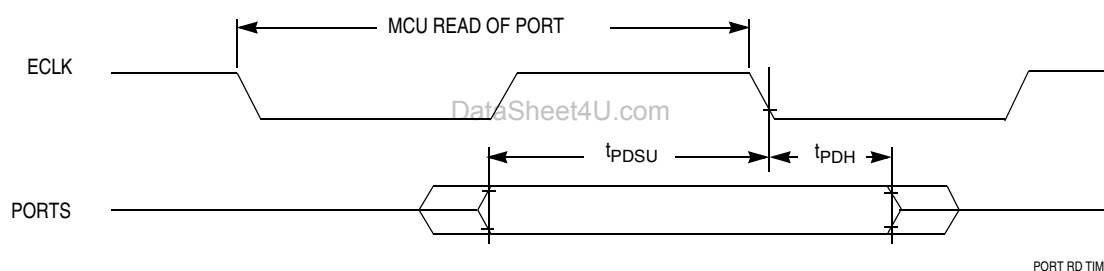 MCU READ OF PORT
ECLK
DataSheet4U.com
tPDSU
tPDH
PORTS
PORT RD TIM